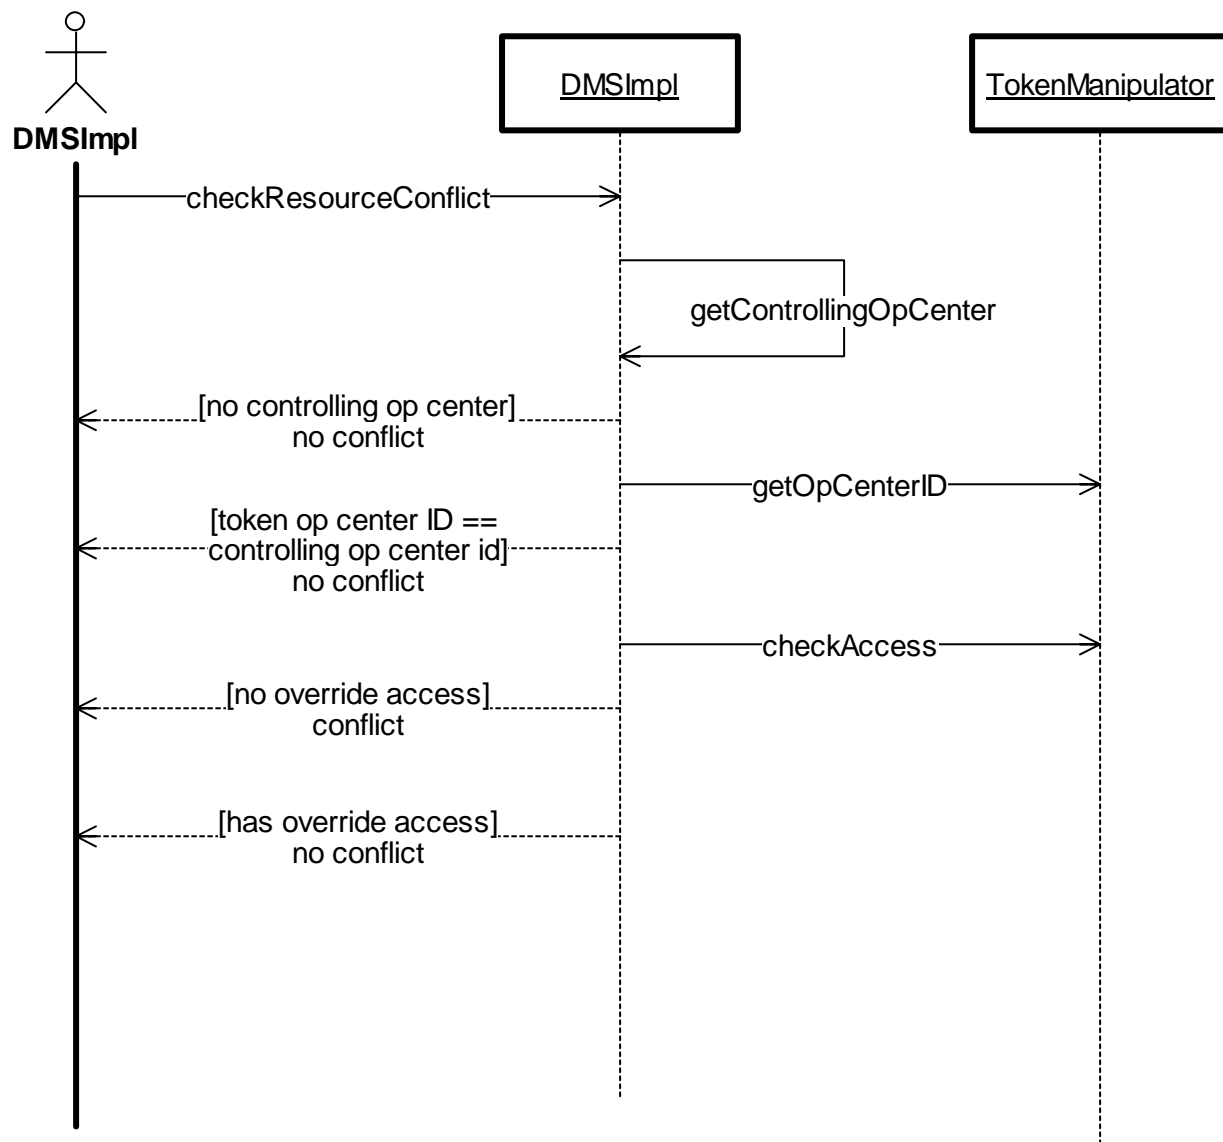 DMSImpl
TokenManipulator
DMSImpl
checkResourceConflict
getControllingOpCenter
[no controlling op center]
no conflict
getOpCenterID
[token op center ID ==
controlling op center id]
no conflict
checkAccess
[no override access]
conflict
[has override access]
no conflict